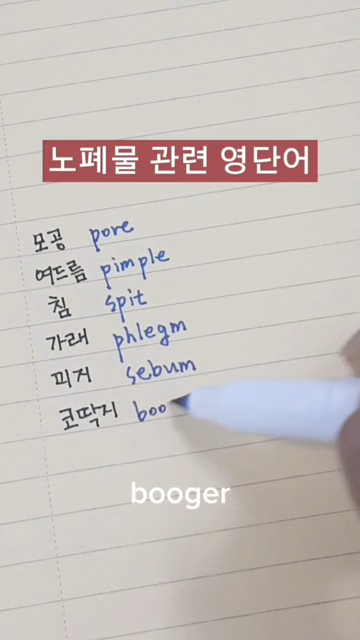 노폐물 관련 영단어
모공 pore
여드름 pimple
침 spit
가래 phlegm
피지 sebum
코딱지 boo
booger